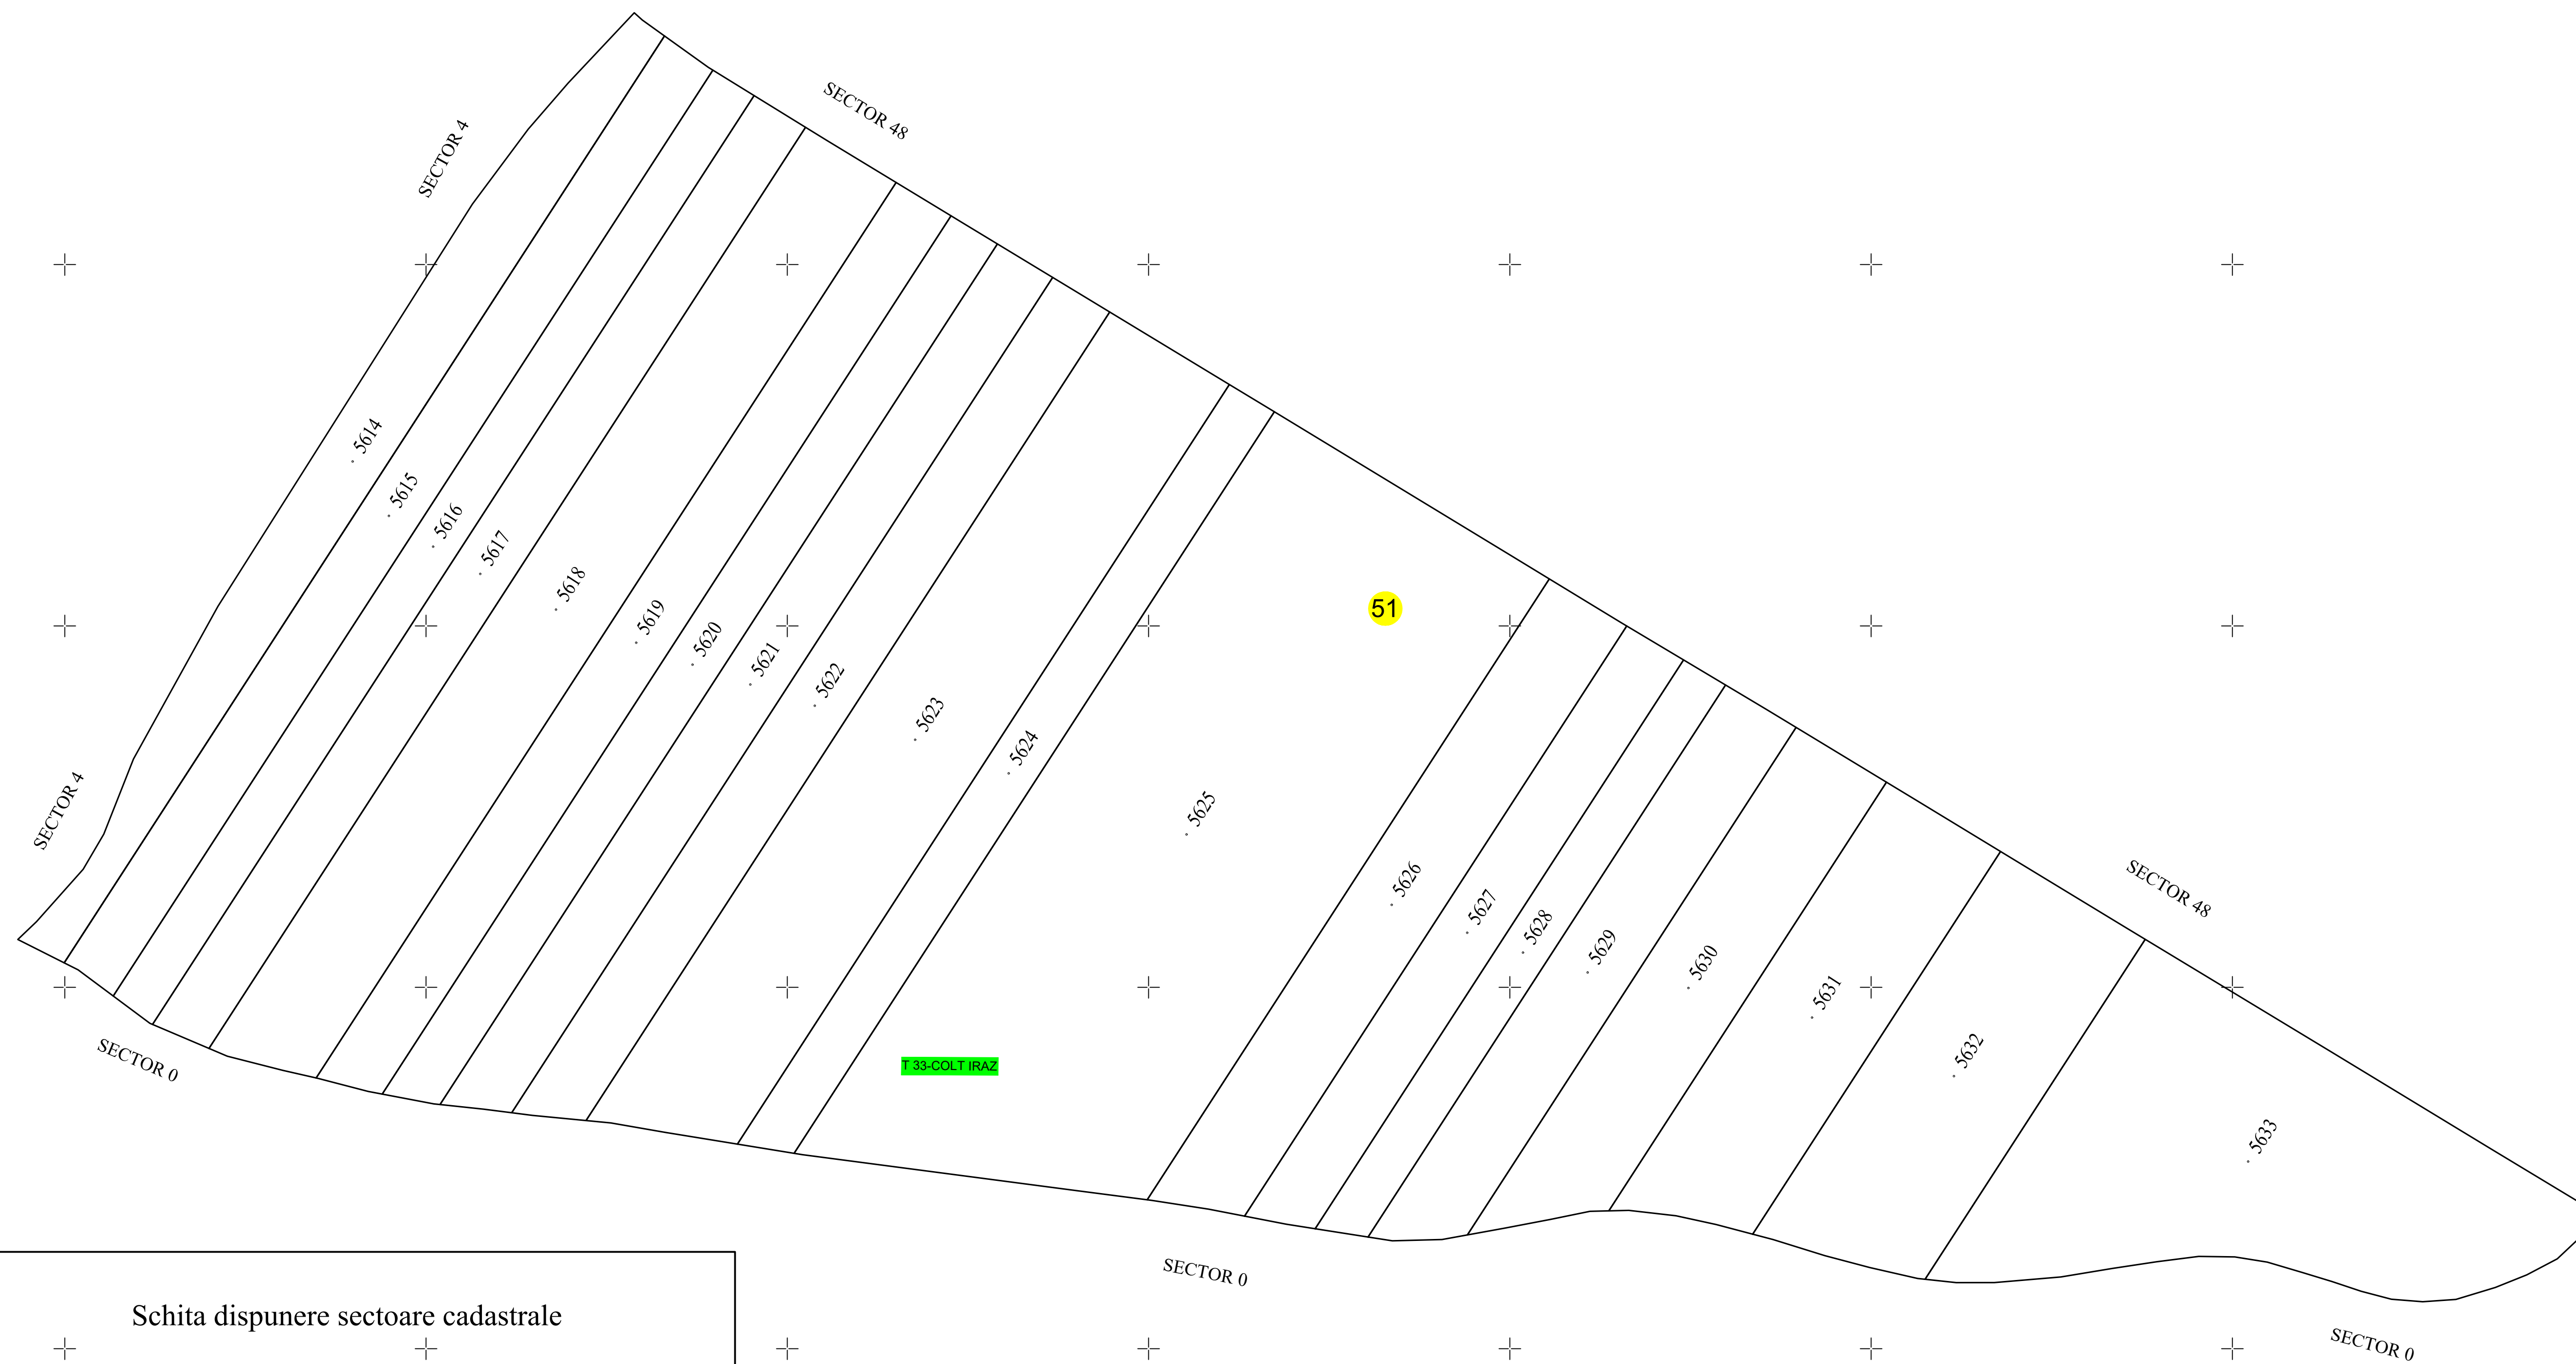 SECTOR 48
SECTOR 4
5614
5615
5616
5617
5618
5619
5620
5621
5622
5623
5624
51
5625
5626
5627
5628
5629
5630
5631
5632
5633
SECTOR 48
SECTOR 4
SECTOR 0
T 33-COLT IRAZ
SECTOR 0
SECTOR 0
Schita dispunere sectoare cadastrale